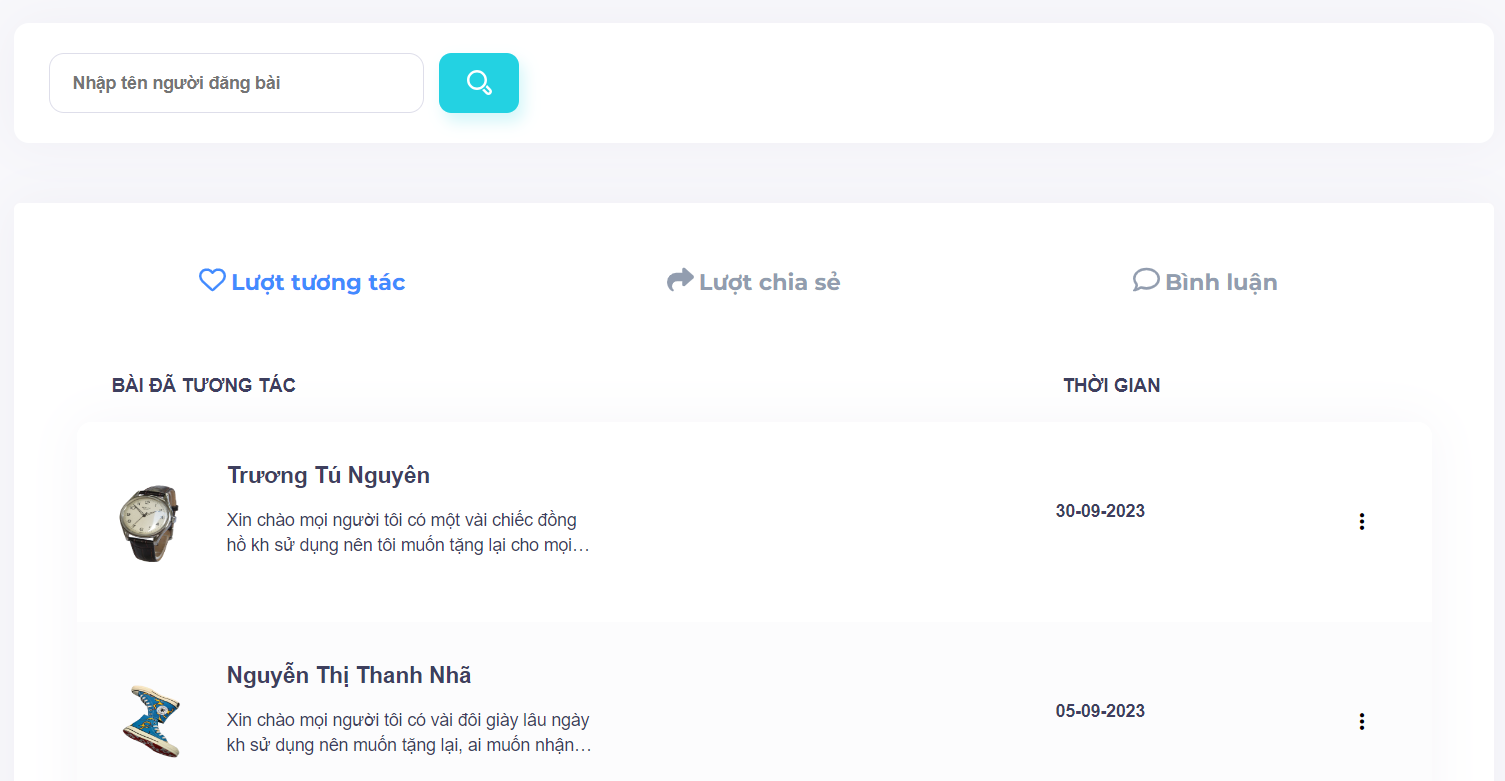 Nhập tên người đăng bài
Lượt tương tác
Lượt chia sẻ
Bình luận
BÀI ĐÃ TƯƠNG TÁC
THỜI GIAN
Trương Tú Nguyên
Xin chào mọi người tôi có một vài chiếc đồng
hồ kh sử dụng nên tôi muốn tặng lại cho mọi…
30-09-2023
Nguyễn Thị Thanh Nhã
Xin chào mọi người tôi có vài đôi giày lâu ngày
kh sử dụng nên muốn tặng lại, ai muốn nhận…
05-09-2023